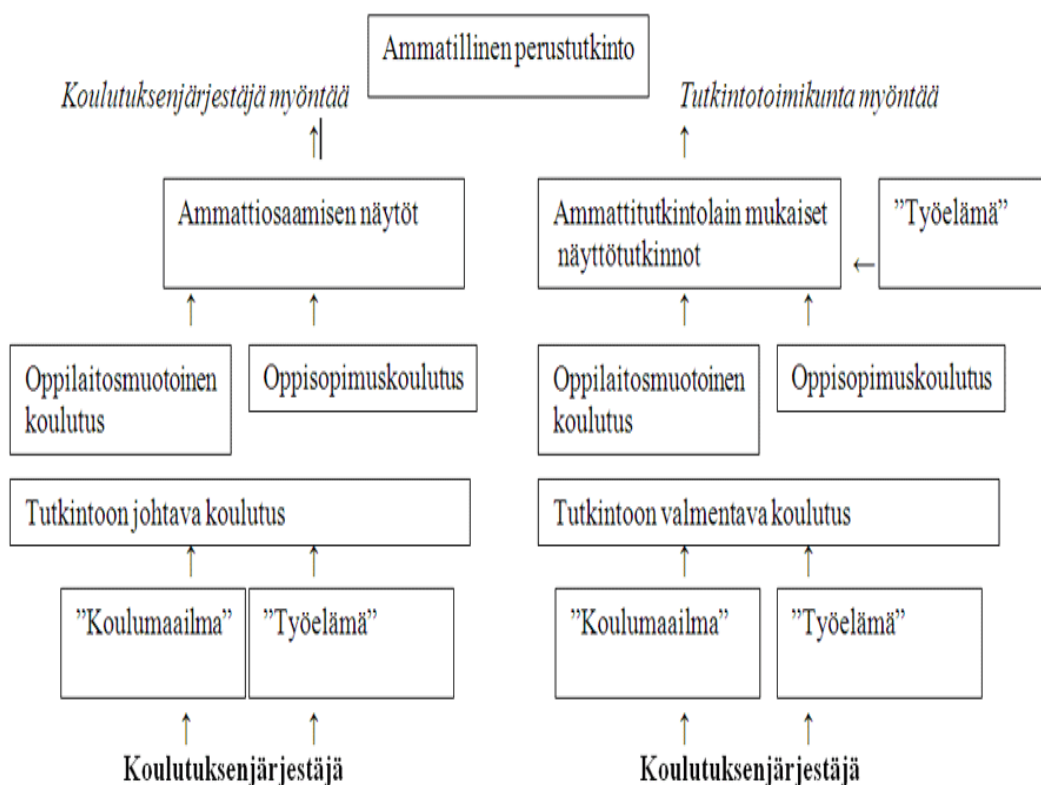 Ammatillinen perustutkinto
Koulutuksenjärjestäjä myöntää
Tutkintotoimikunta myöntää
Ammattiosaamisen näytöt
Ammattitutkintolain mukaiset
näyttötutkinnot
”Työelämä”
Oppilaitosmuotoinen
koulutus
Oppisopimuskoulutus
Oppilaitosmuotoinen
koulutus
Oppisopimuskoulutus
Tutkintoon johtava koulutus
Tutkintoon valmentava koulutus
”Koulumaailma”
”Työelämä”
”Koulumaailma”
”Työelämä”
Koulutuksenjärjestäjä
Koulutuksenjärjestäjä